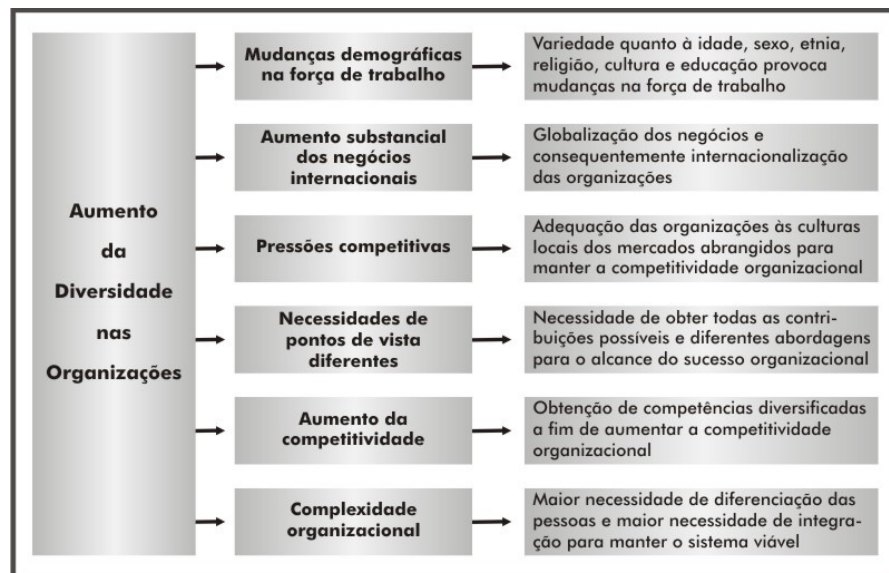 Aumento
da
Diversidade
nas
Organizações
Mudanças demográficas
na força de trabalho
Variedade quanto à idade, sexo, etnia,
religião, cultura e educação provoca
mudanças na força de trabalho
Aumento substancial
dos negócios
internacionais
Globalização dos negócios e
consequentemente internacionalização
das organizações
Pressões competitivas
Adequação das organizações às culturas
locais dos mercados abrangidos para
manter a competitividade organizacional
Necessidades de
pontos de vista
diferentes
Necessidade de obter todas as contri-
buições possíveis e diferentes abordagens
para o alcance do sucesso organizacional
Aumento da
competitividade
Obtenção de competências diversificadas
a fim de aumentar a competitividade
organizacional
Complexidade
organizacional
Maior necessidade de diferenciação das
pessoas e maior necessidade de integra-
ção para manter o sistema viável